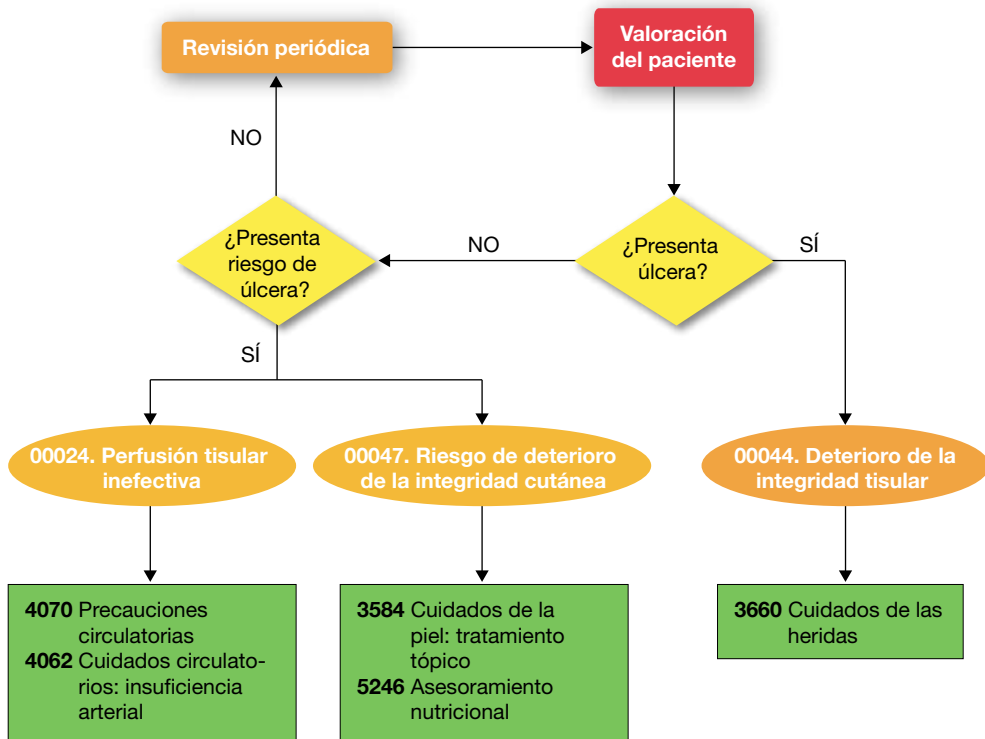 Revisión periódica
Valoración
del paciente
NO
¿Presenta
riesgo de
úlcera?
NO
¿Presenta
úlcera?
SÍ
SÍ
00024. Perfusión tisular
inefectiva
00047. Riesgo de deterioro
de la integridad cutánea
00044. Deterioro de la
integridad tisular
4070 Precauciones
circulatorias
4062 Cuidados circulato-
rios: insuficiencia
arterial
3584 Cuidados de la
piel: tratamiento
tópico
5246 Asesoramiento
nutricional
3660 Cuidados de las
heridas